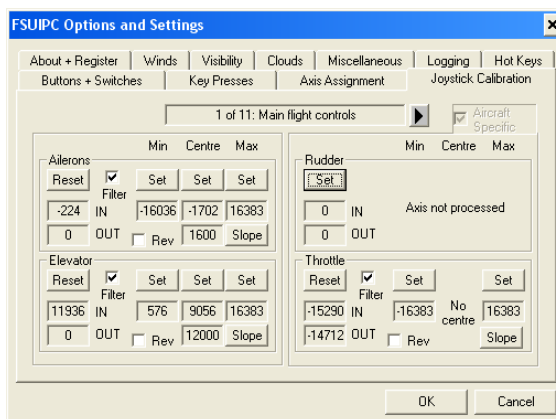 FSUIPC Options and Settings
About + Register Winds Visibility Clouds Miscellaneous Logging Hot Keys
Buttons + Switches Key Presses Axis Assignment Joystick Calibration
1 of 11: Main flight controls
Aircraft Specific
Min Centre Max
Ailerons
Reset Filter Set Set Set
-224 IN -16036 -1702 16383
0 OUT Rev 1600 Slope
Elevator
Reset Filter Set Set Set
11936 IN 576 9056 16383
0 OUT Rev 12000 Slope
Min Centre Max
Rudder
Set
0 IN Axis not processed
0 OUT
Throttle
Reset Filter Set Set
-15290 IN -16383 No centre 16383
-14712 OUT Rev Slope
OK Cancel